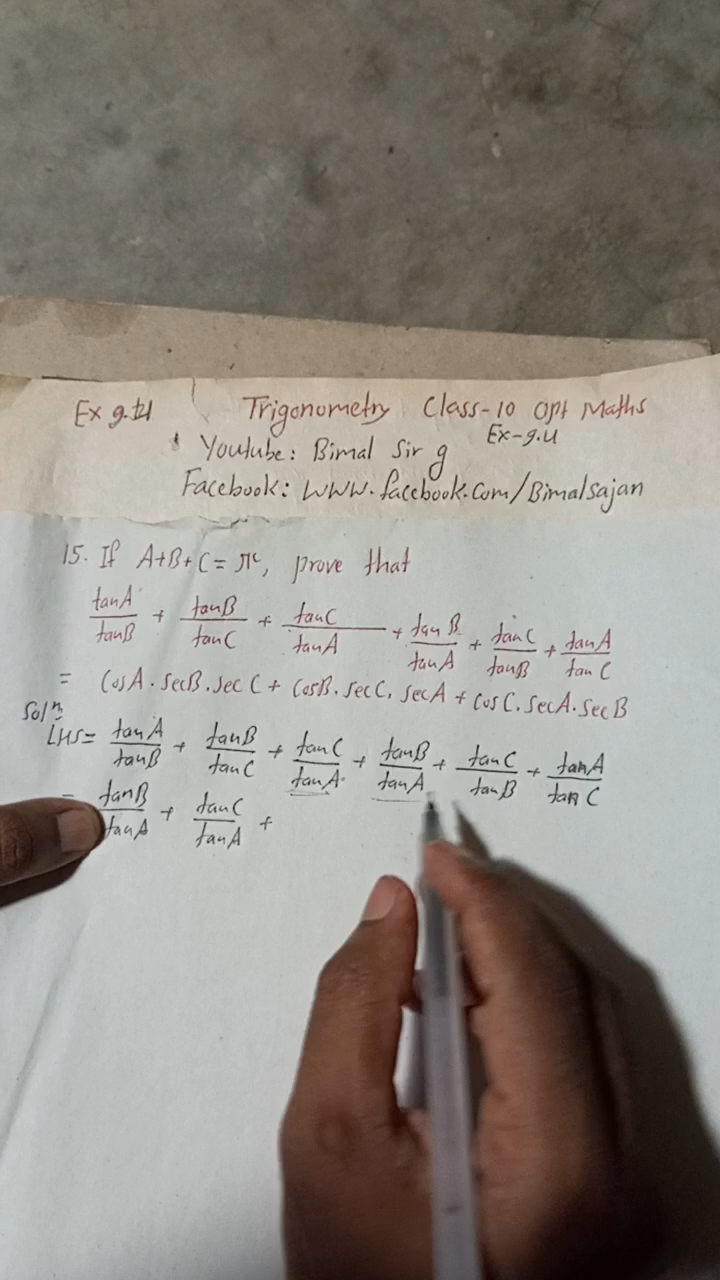 Ex 9.4 Trigonometry Class-10 Opt Maths
Ex-9.4
Youtube: Bimal Sir g
Facebook: www.facebook.com/Bimalsajan
15. If A+B+C = πᶜ, prove that
tanA/tanB + tanB/tanC + tanC/tanA + tanB/tanA + tanC/tanB + tanA/tanC
= CosA.SecB.SecC + CosB.SecC.SecA + CosC.SecA.SecB
Solⁿ
LHS = tanA/tanB + tanB/tanC + tanC/tanA + tanB/tanA + tanC/tanB + tanA/tanC
= tanB/tanA + tanC/tanA +